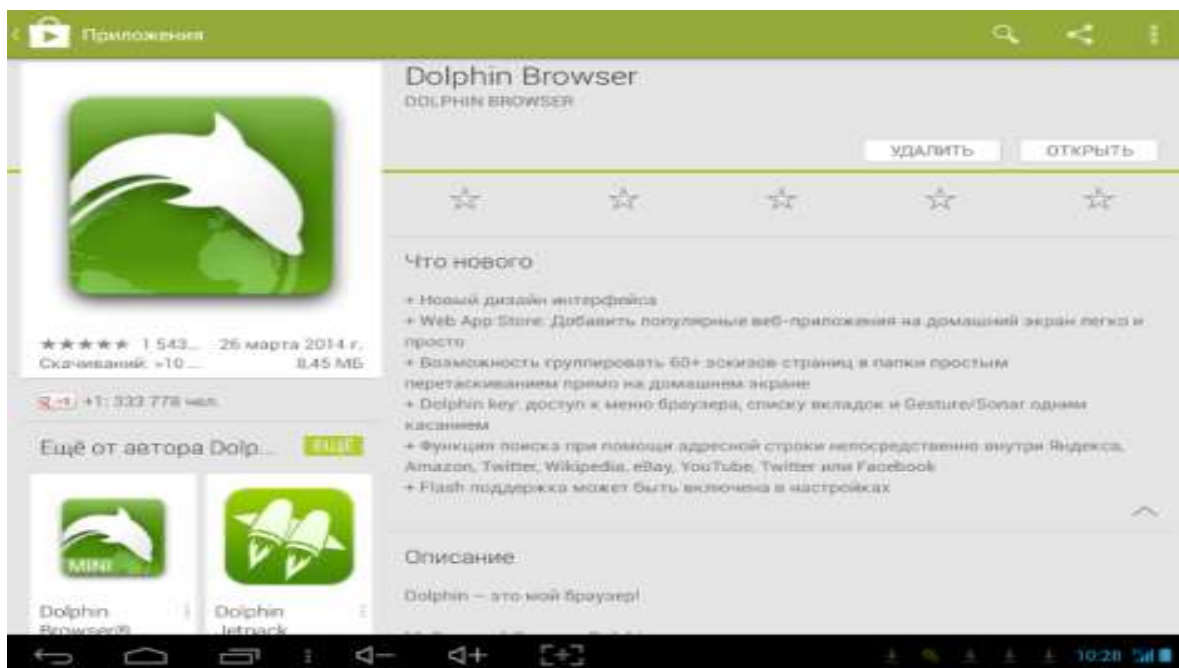 Приложения
Dolphin Browser
DOLPHIN BROWSER
УДАЛИТЬ
ОТКРЫТЬ
1 543...
26 марта 2014 г.
Скачиваний: >10 ...
8,45 МБ
+1: 333 778 чел.
Ещё от автора Dolp...
ЕЩЁ
MINI
Dolphin
Browser®
Dolphin
Jetpack
Что нового
+ Новый дизайн интерфейса
+ Web App Store: Добавить популярные веб-приложения на домашний экран легко и
просто
+ Возможность группировать 60+ эскизов страниц в папки простым
перетаскиванием прямо на домашнем экране
+ Dolphin key: доступ к меню браузера, списку вкладок и Gesture/Sonar одним
касанием
+ Функция поиска при помощи адресной строки непосредственно внутри Яндекса,
Amazon, Twitter, Wikipedia, eBay, YouTube, Twitter или Facebook
+ Flash поддержка может быть включена в настройках
Описание
Dolphin – это мой браузер!
10:28